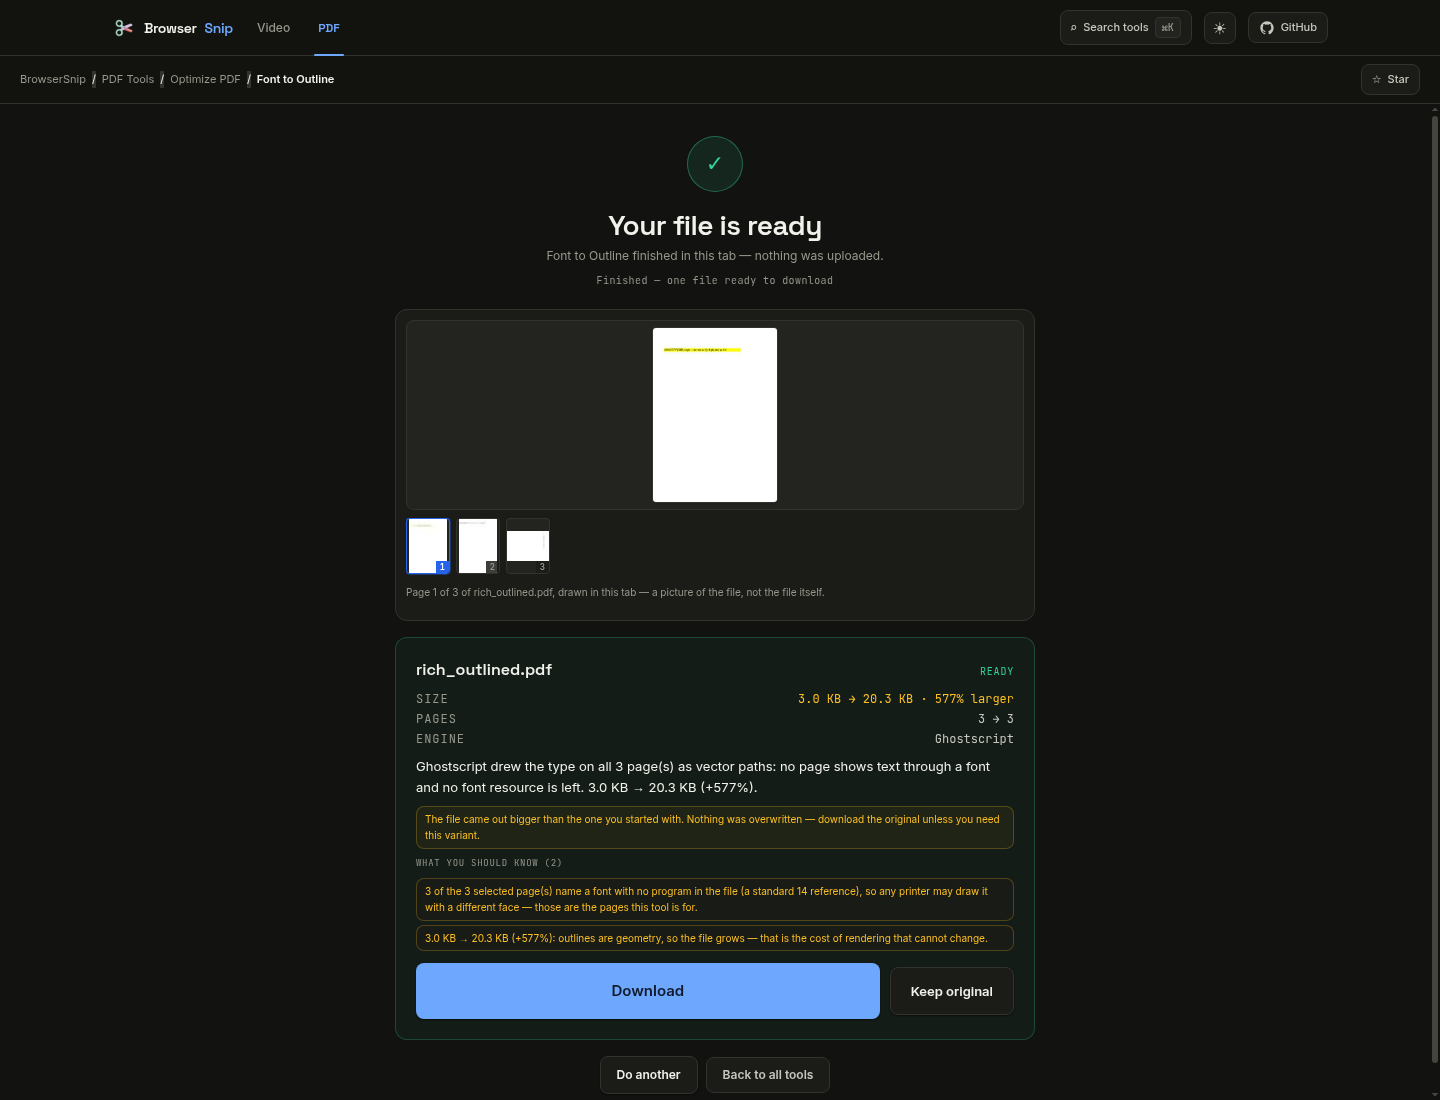 Browser Snip
Video
PDF
Search tools
⌘K
GitHub
BrowserSnip / PDF Tools / Optimize PDF / Font to Outline
☆ Star
✓
Your file is ready
Font to Outline finished in this tab — nothing was uploaded.
Finished — one file ready to download
1
2
3
Page 1 of 3 of rich_outlined.pdf, drawn in this tab — a picture of the file, not the file itself.
rich_outlined.pdf
READY
SIZE
3.0 KB → 20.3 KB · 577% larger
PAGES
3 → 3
ENGINE
Ghostscript
Ghostscript drew the type on all 3 page(s) as vector paths: no page shows text through a font
and no font resource is left. 3.0 KB → 20.3 KB (+577%).
The file came out bigger than the one you started with. Nothing was overwritten — download the original unless you need
this variant.
WHAT YOU SHOULD KNOW (2)
3 of the 3 selected page(s) name a font with no program in the file (a standard 14 reference), so any printer may draw it
with a different face — those are the pages this tool is for.
3.0 KB → 20.3 KB (+577%): outlines are geometry, so the file grows — that is the cost of rendering that cannot change.
Download
Keep original
Do another
Back to all tools